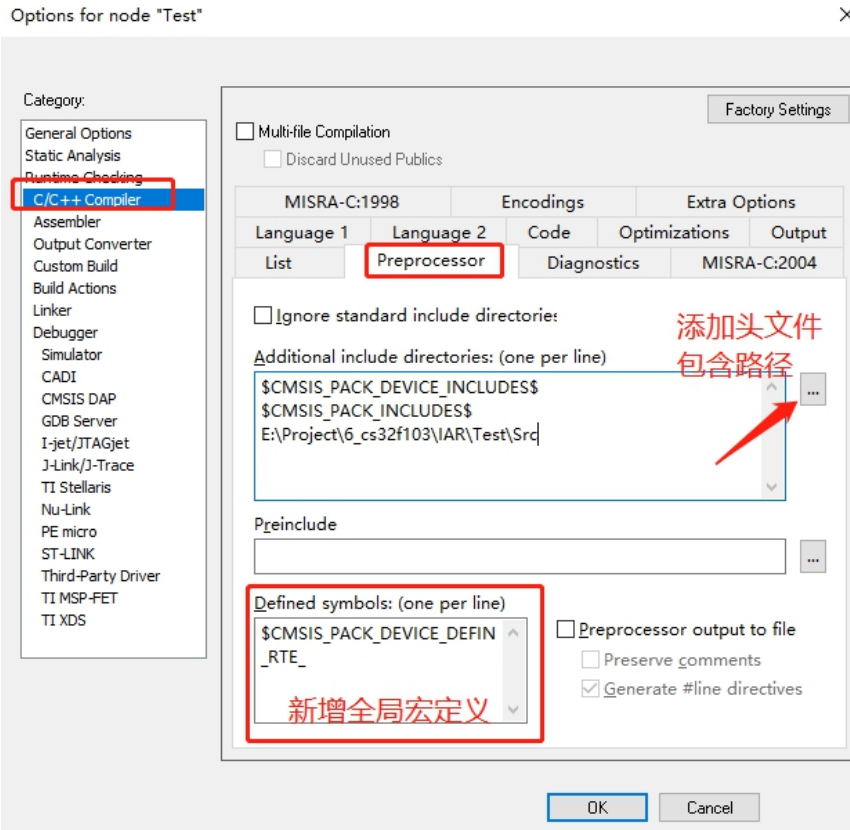 Options for node "Test"
Category:
Factory Settings
General Options
Static Analysis
Runtime Checking
C/C++ Compiler
Assembler
Output Converter
Custom Build
Build Actions
Linker
Debugger
Simulator
CADI
CMSIS DAP
GDB Server
I-jet/JTAGjet
J-Link/J-Trace
TI Stellaris
Nu-Link
PE micro
ST-LINK
Third-Party Driver
TI MSP-FET
TI XDS
Multi-file Compilation
Discard Unused Publics
MISRA-C:1998 Encodings Extra Options
Language 1 Language 2 Code Optimizations Output
List Preprocessor Diagnostics MISRA-C:2004
Ignore standard include directories
添加头文件
包含路径
Additional include directories: (one per line)
$CMSIS_PACK_DEVICE_INCLUDES$
$CMSIS_PACK_INCLUDES$
E:\Project\6_cs32f103\IAR\Test\Src
...
Preinclude
...
Defined symbols: (one per line)
$CMSIS_PACK_DEVICE_DEFIN
_RTE_
新增全局宏定义
Preprocessor output to file
Preserve comments
Generate #line directives
OK Cancel